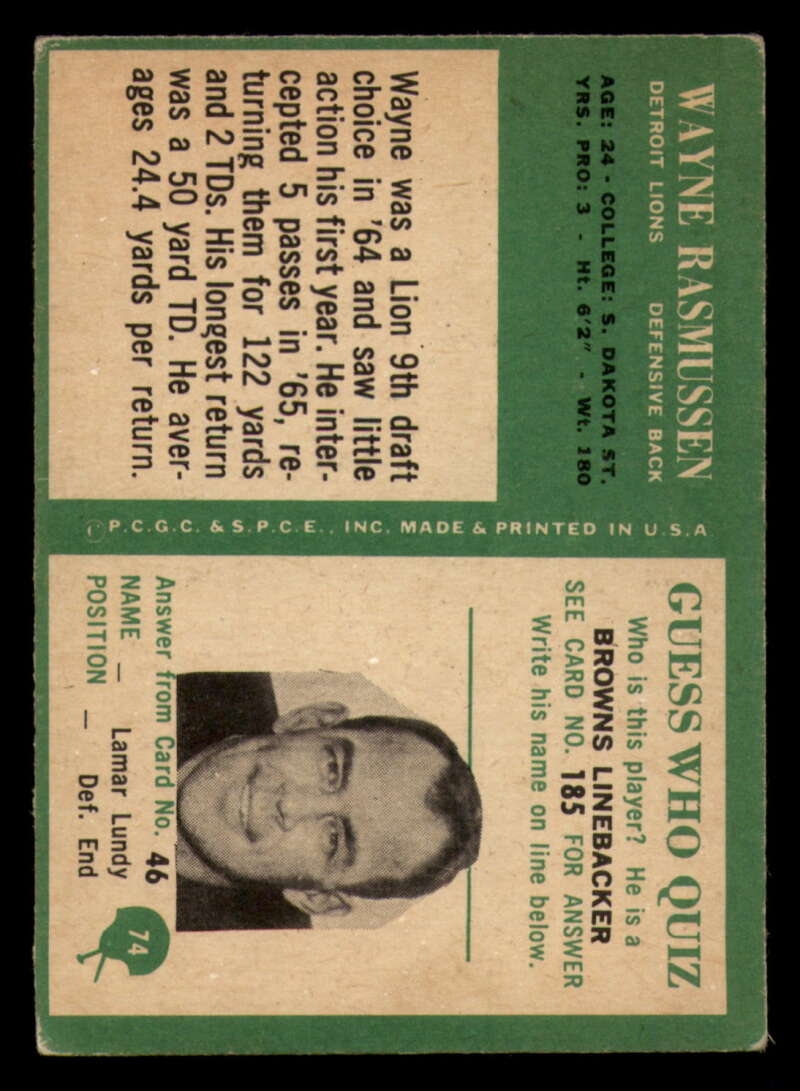 WAYNE RASMUSSEN
DETROIT LIONS DEFENSIVE BACK
AGE: 24 - COLLEGE: S. DAKOTA ST.
YRS. PRO: 3 - Ht. 6'2" - Wt. 180
Wayne was a Lion 9th draft
choice in '64 and saw little
action his first year. He inter-
cepted 5 passes in '65, re-
turning them for 122 yards
and 2 TDs. His longest return
was a 50 yard TD. He aver-
ages 24.4 yards per return.
©P.C.G.C. & S.P.C.E., INC. MADE & PRINTED IN U.S.A
GUESS WHO QUIZ
Who is this player? He is a
BROWNS LINEBACKER
SEE CARD NO. 185 FOR ANSWER
Write his name on line below.
Answer from Card No. 46
NAME — Lamar Lundy
POSITION — Def. End
74